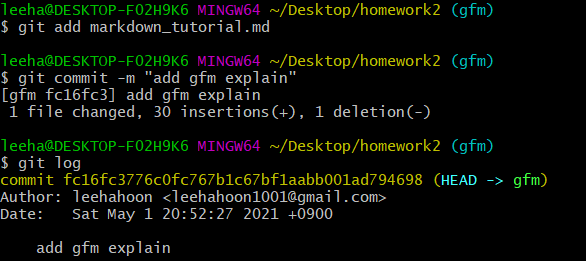 leeha@DESKTOP-FO2H9K6 MINGW64 ~/Desktop/homework2 (gfm)
$ git add markdown_tutorial.md
leeha@DESKTOP-FO2H9K6 MINGW64 ~/Desktop/homework2 (gfm)
$ git commit -m "add gfm explain"
[gfm fc16fc3] add gfm explain
1 file changed, 30 insertions(+), 1 deletion(-)
leeha@DESKTOP-FO2H9K6 MINGW64 ~/Desktop/homework2 (gfm)
$ git log
commit fc16fc3776c0fc767b1c67bf1aabb001ad794698 (HEAD -> gfm)
Author: leehahoon <leehahoon1001@gmail.com>
Date:   Sat May 1 20:52:27 2021 +0900
add gfm explain